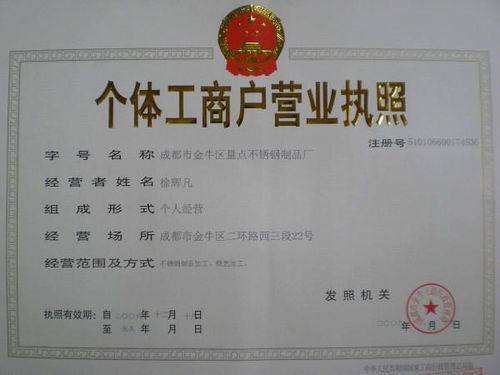 个体工商户营业执照
注册号 510106600174536
字号名称 成都市金牛区量点不锈钢制品厂
经营者姓名 徐辉凡
组成形式 个人经营
经营场所 成都市金牛区二环路西三段22号
经营范围及方式 不锈钢制品加工、铁艺加工。
发照机关
执照有效期: 自 年 十二月 日
至 年 月 日
年 月 日